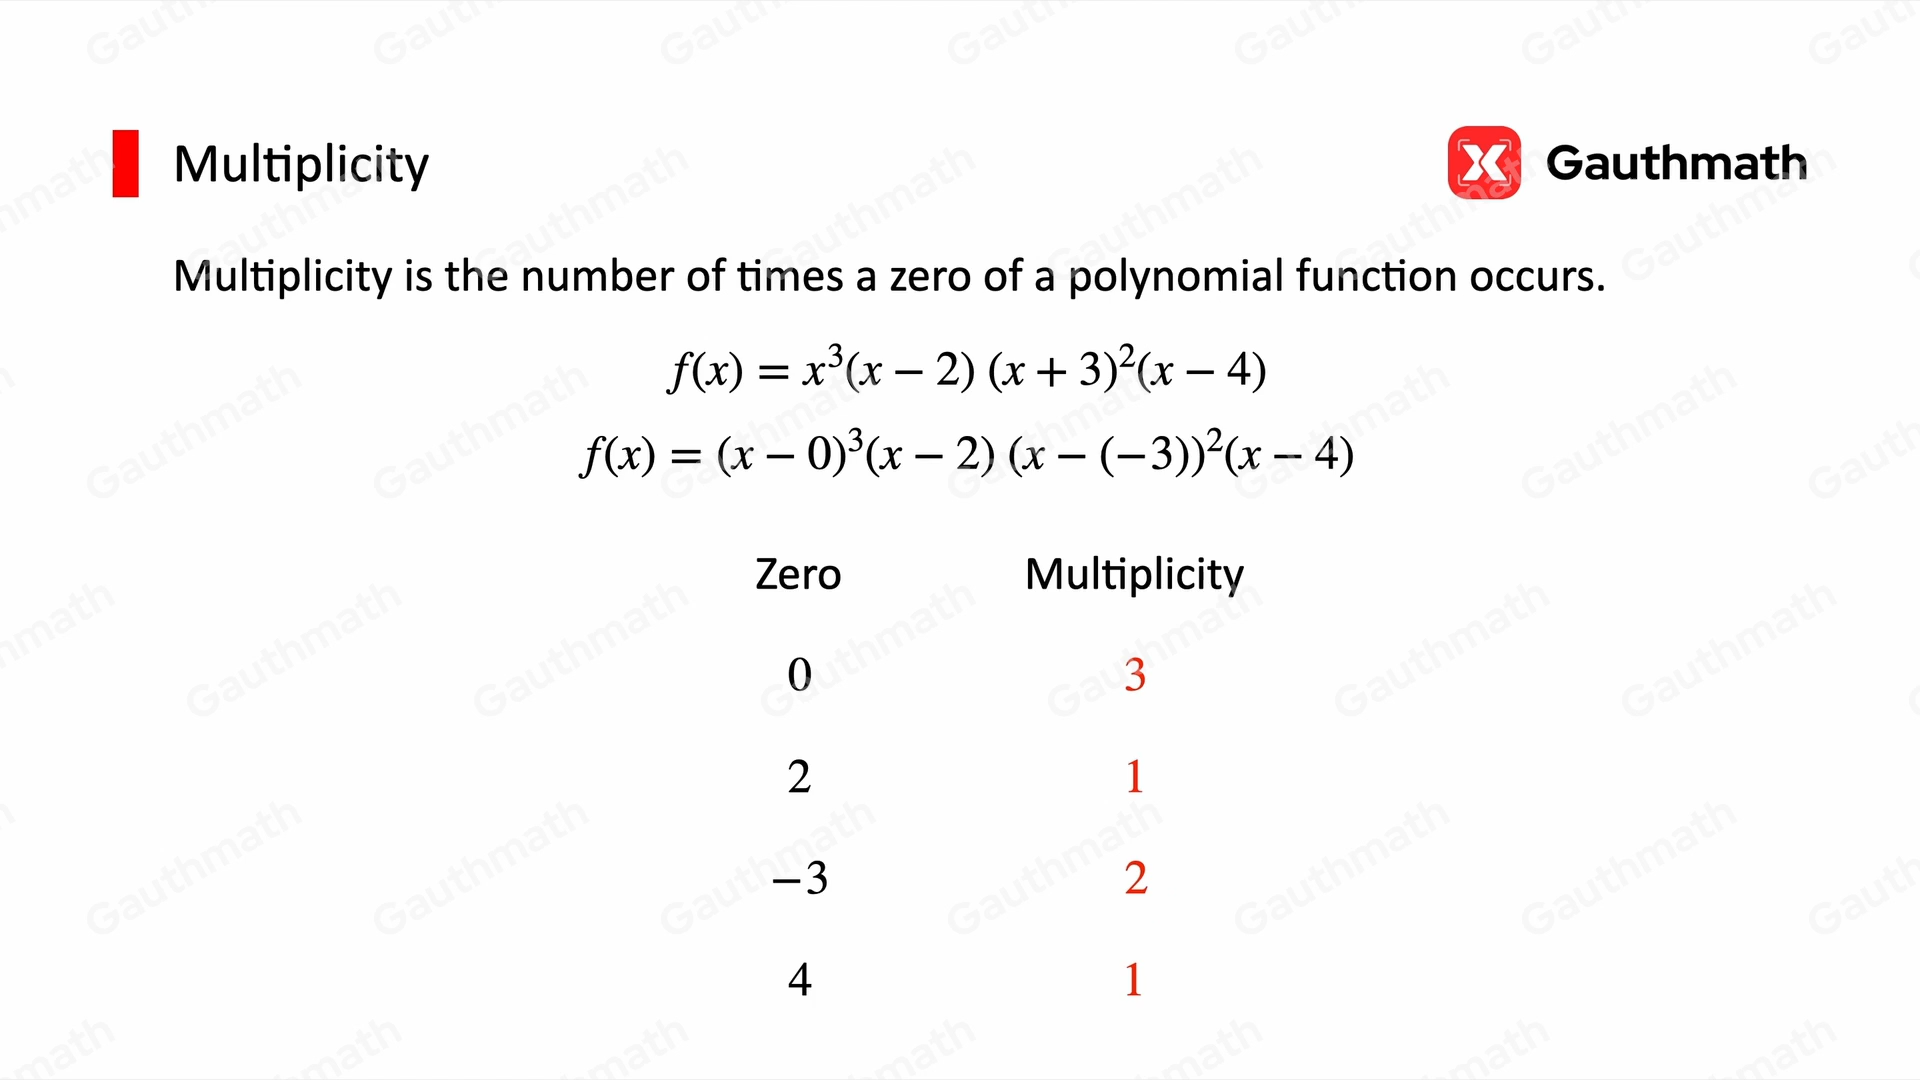 Multiplicity
Gauthmath
Multiplicity is the number of times a zero of a polynomial function occurs.
f(x) = x³(x − 2) (x + 3)²(x − 4)
f(x) = (x − 0)³(x − 2) (x − (−3))²(x − 4)
Zero Multiplicity
0 3
2 1
−3 2
4 1